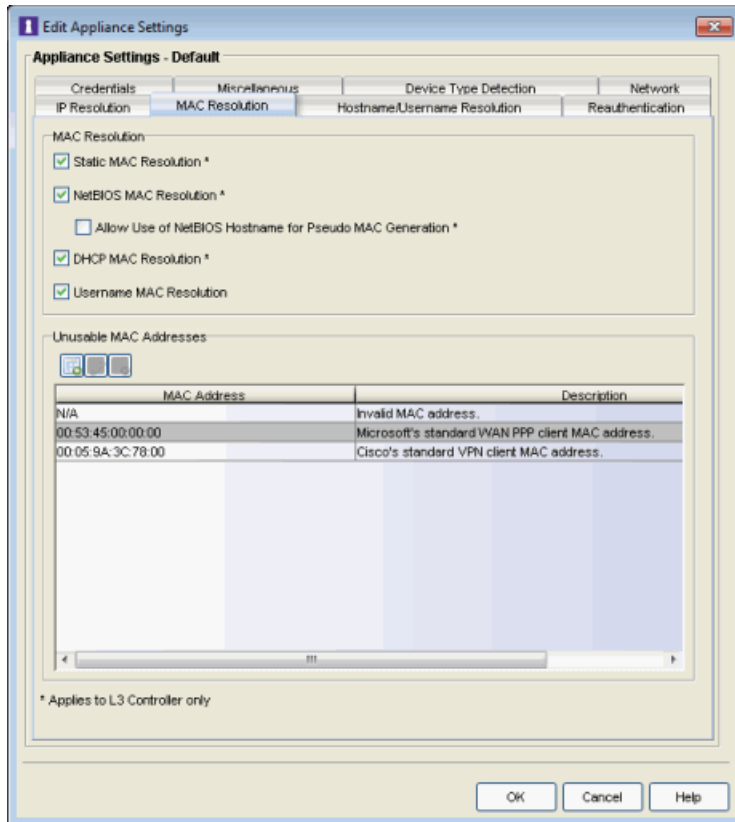 Edit Appliance Settings
Appliance Settings - Default
Credentials Miscellaneous Device Type Detection Network
IP Resolution MAC Resolution Hostname/Username Resolution Reauthentication
MAC Resolution
Static MAC Resolution *
NetBIOS MAC Resolution *
Allow Use of NetBIOS Hostname for Pseudo MAC Generation *
DHCP MAC Resolution *
Username MAC Resolution
Unusable MAC Addresses
MAC Address Description
N/A Invalid MAC address.
00:53:45:00:00:00 Microsoft's standard WAN PPP client MAC address.
00:05:9A:3C:78:00 Cisco's standard VPN client MAC address.
* Applies to L3 Controller only
OK Cancel Help